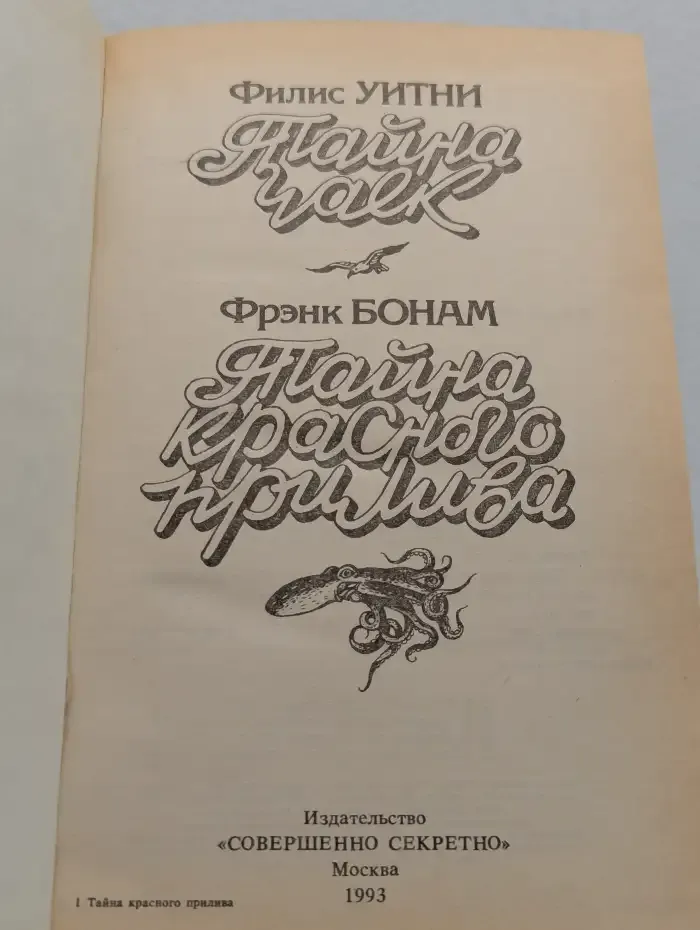 Филис УИТНИ
Тайна
чаек
Фрэнк БОНАМ
Тайна
красного
прилива
Издательство
«СОВЕРШЕННО СЕКРЕТНО»
Москва
1993
1 Тайна красного прилива